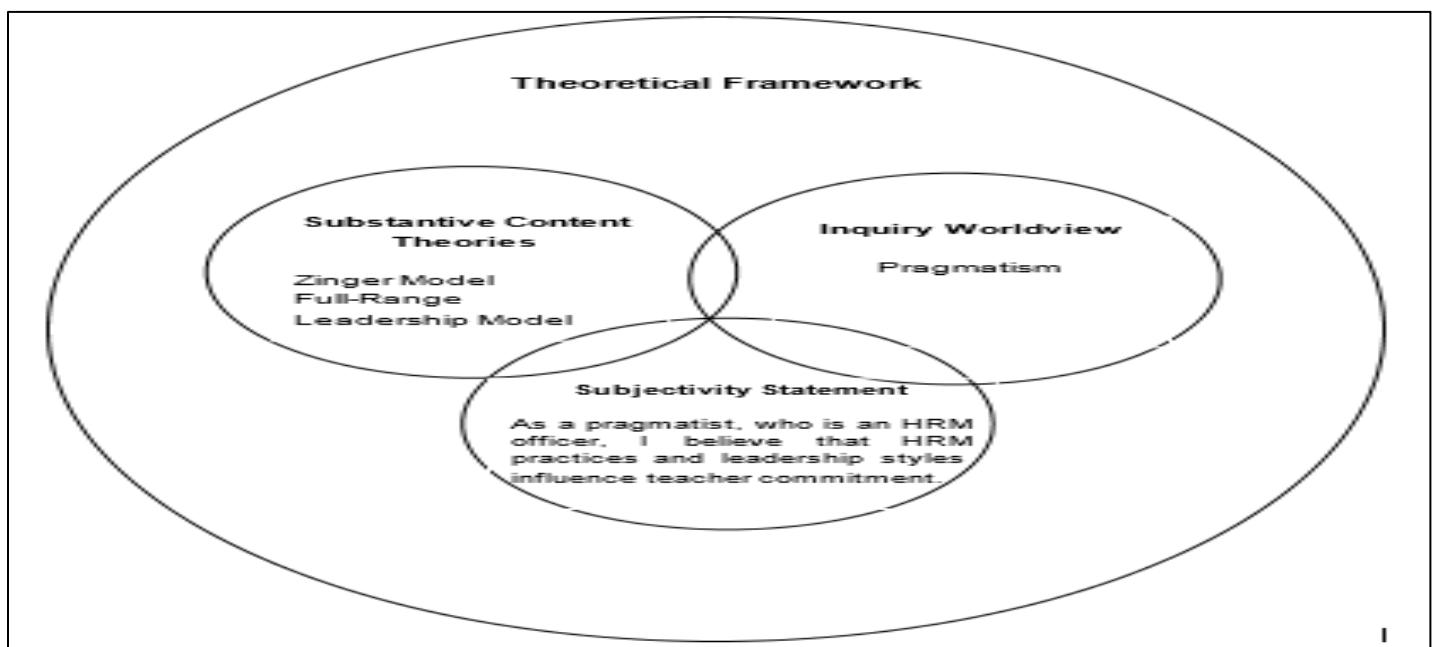 Theoretical Framework
Substantive Content
Theories
Zinger Model
Full-Range
Leadership Model
Inquiry Worldview
Pragmatism
Subjectivity Statement
As a pragmatist, who is an HRM
officer, I believe that HRM
practices and leadership styles
influence teacher commitment.
I